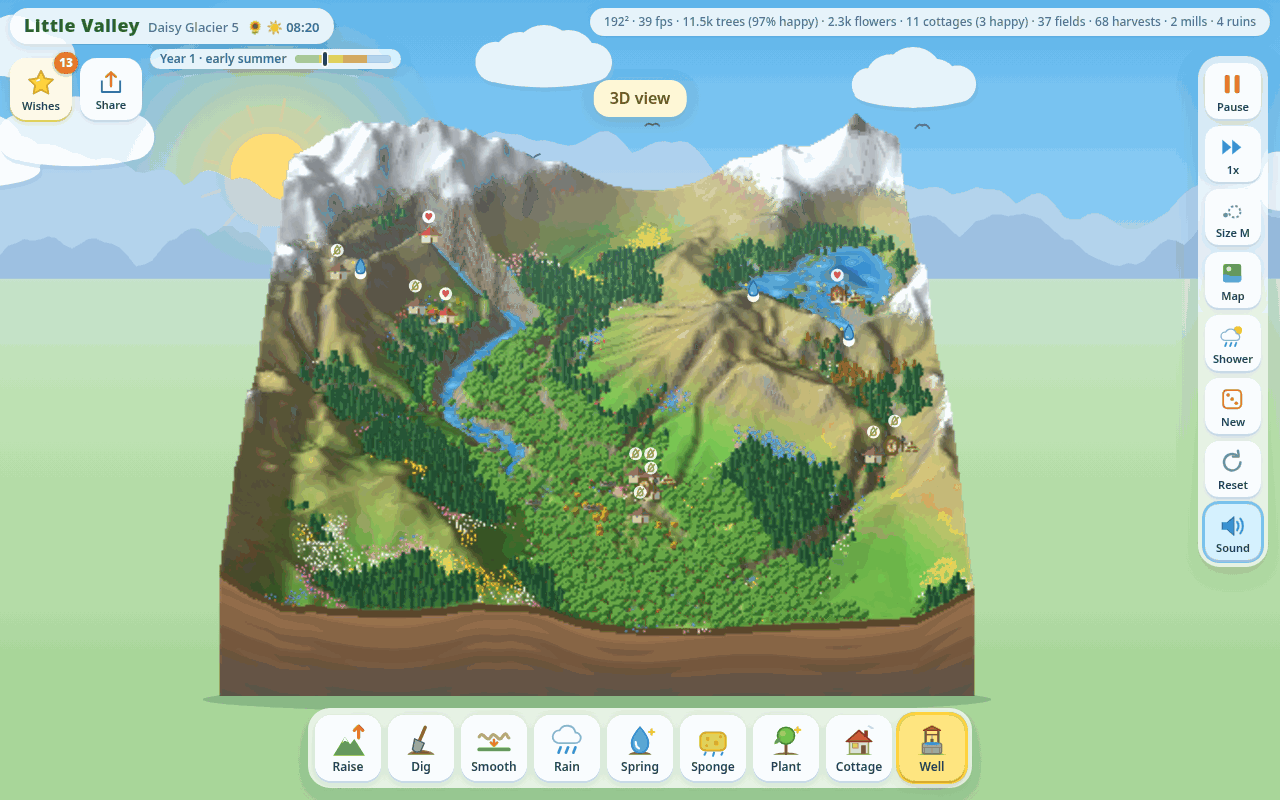 Little Valley Daisy Glacier 5 08:20
192² · 39 fps · 11.5k trees (97% happy) · 2.3k flowers · 11 cottages (3 happy) · 37 fields · 68 harvests · 2 mills · 4 ruins
Year 1 · early summer
13
Wishes
Share
3D view
Pause
1x
Size M
Map
Shower
New
Reset
Sound
Raise
Dig
Smooth
Rain
Spring
Sponge
Plant
Cottage
Well